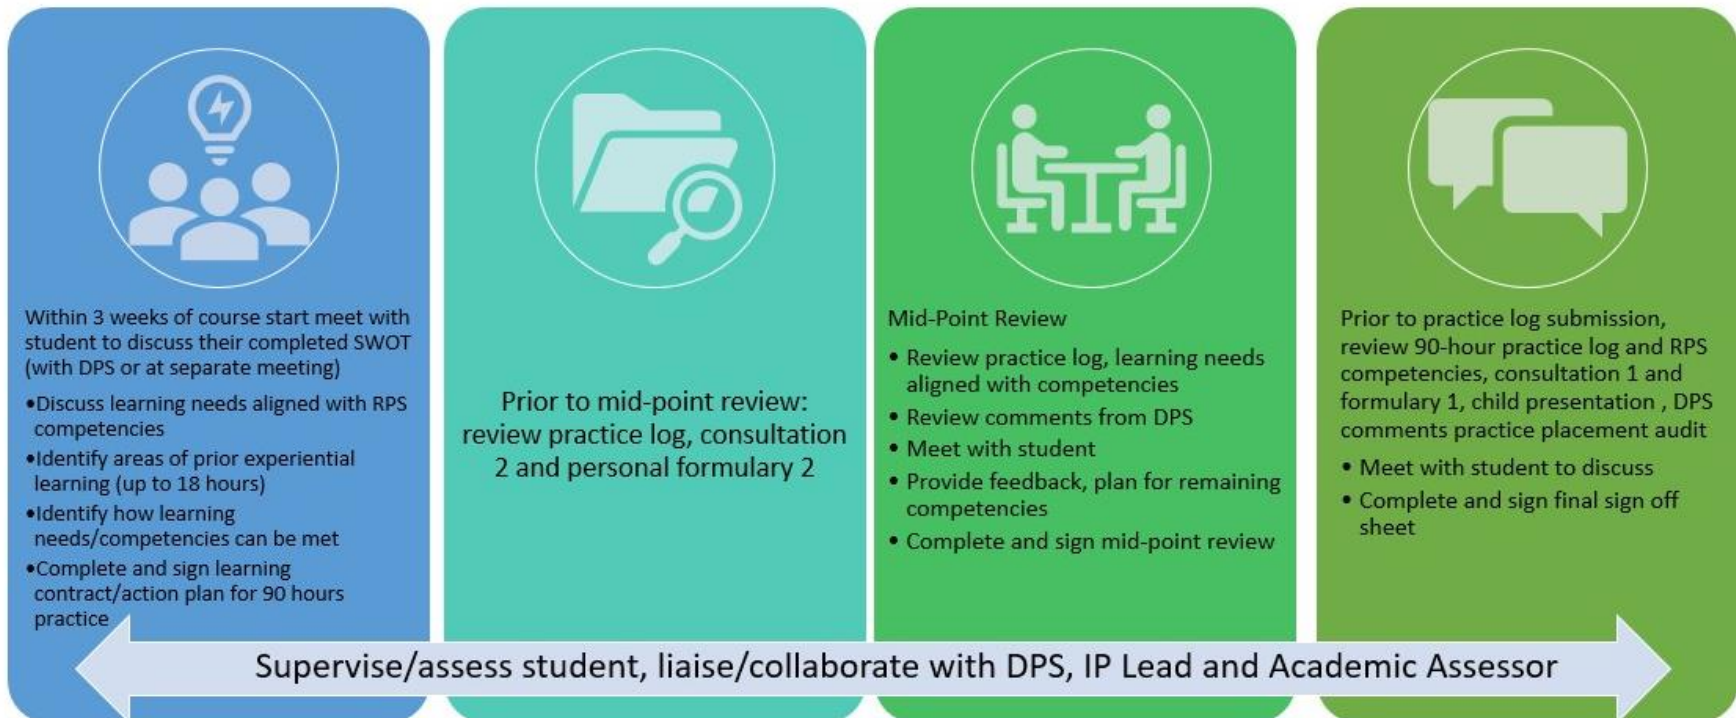 Within 3 weeks of course start meet with
student to discuss their completed SWOT
(with DPS or at separate meeting)
•Discuss learning needs aligned with RPS
competencies
•Identify areas of prior experiential
learning (up to 18 hours)
•Identify how learning
needs/competencies can be met
•Complete and sign learning
contract/action plan for 90 hours
practice
Prior to mid-point review:
review practice log, consultation
2 and personal formulary 2
Mid-Point Review
• Review practice log, learning needs
aligned with competencies
• Review comments from DPS
• Meet with student
• Provide feedback, plan for remaining
competencies
• Complete and sign mid-point review
Prior to practice log submission,
review 90-hour practice log and RPS
competencies, consultation 1 and
formulary 1, child presentation , DPS
comments practice placement audit
• Meet with student to discuss
• Complete and sign final sign off
sheet
Supervise/assess student, liaise/collaborate with DPS, IP Lead and Academic Assessor